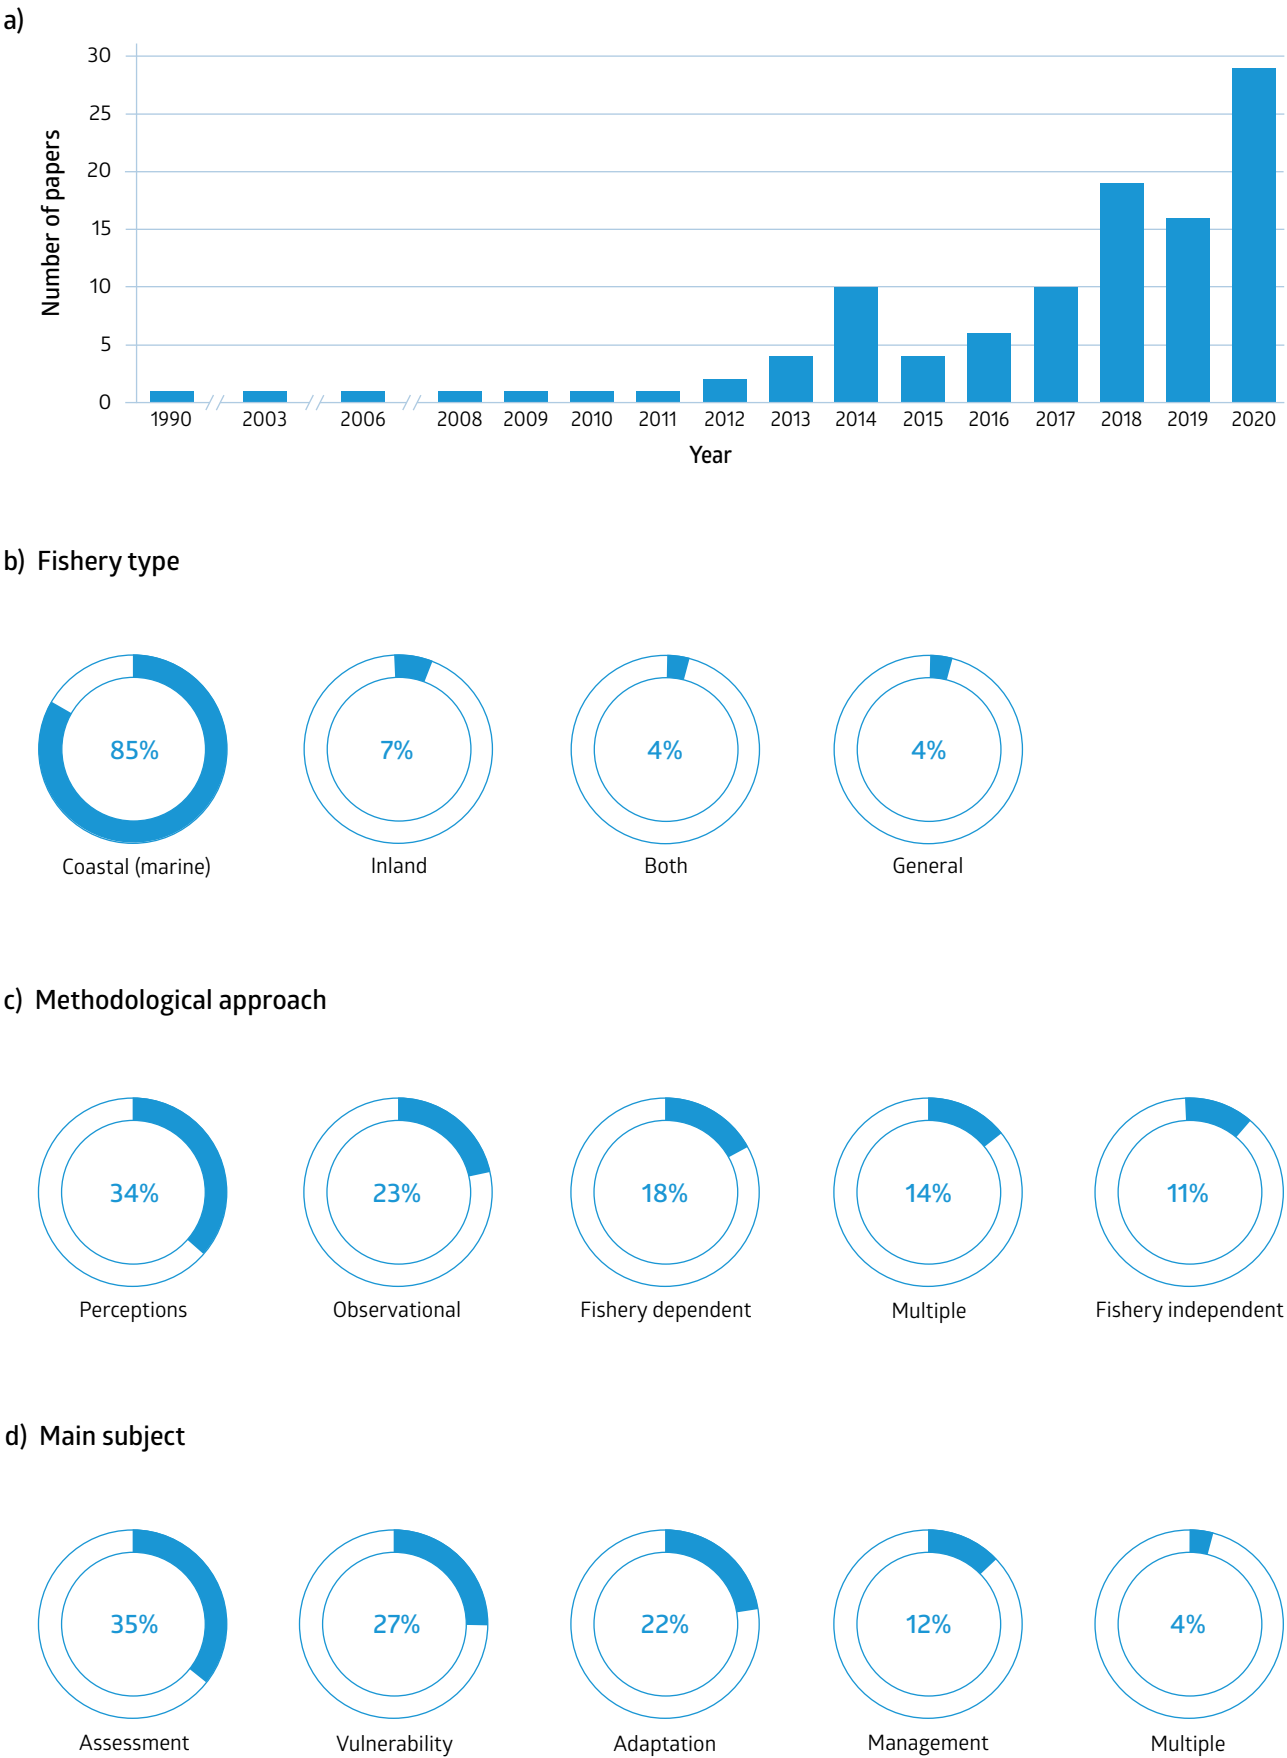 a)
30
25
20
15
10
5
0
Number of papers
1990 2003 2006 2008 2009 2010 2011 2012 2013 2014 2015 2016 2017 2018 2019 2020
Year
b) Fishery type
85% 7% 4% 4%
Coastal (marine) Inland Both General
c) Methodological approach
34% 23% 18% 14% 11%
Perceptions Observational Fishery dependent Multiple Fishery independent
d) Main subject
35% 27% 22% 12% 4%
Assessment Vulnerability Adaptation Management Multiple